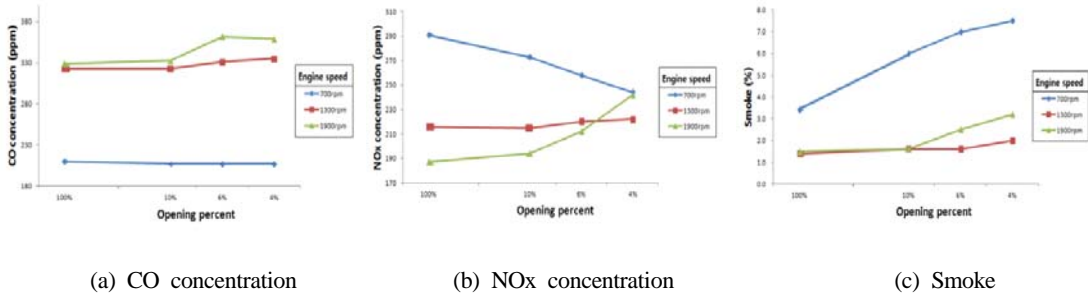 CO concentration (ppm)
380
330
280
230
180
100%
10%
6%
4%
Opening percent
Engine speed
700rpm
1300rpm
1900rpm
NOx concentration (ppm)
310
290
270
250
230
210
190
170
100%
10%
6%
4%
Opening percent
Engine speed
700rpm
1300rpm
1900rpm
Smoke (%)
8.0
7.0
6.0
5.0
4.0
3.0
2.0
1.0
0.0
100%
10%
6%
4%
Opening percent
Engine speed
700rpm
1300rpm
1900rpm
(a) CO concentration
(b) NOx concentration
(c) Smoke